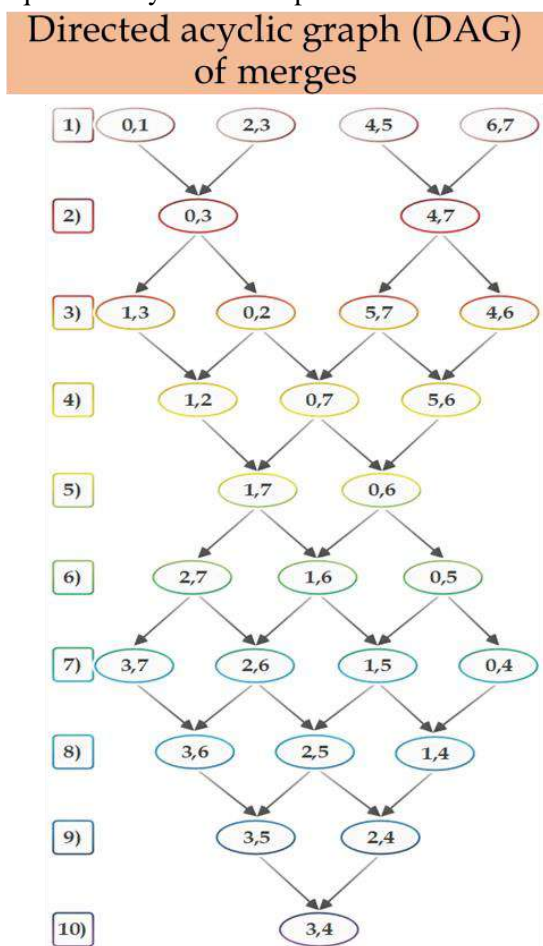 Directed acyclic graph (DAG)
of merges
1) 0,1 2,3 4,5 6,7
2) 0,3 4,7
3) 1,3 0,2 5,7 4,6
4) 1,2 0,7 5,6
5) 1,7 0,6
6) 2,7 1,6 0,5
7) 3,7 2,6 1,5 0,4
8) 3,6 2,5 1,4
9) 3,5 2,4
10) 3,4